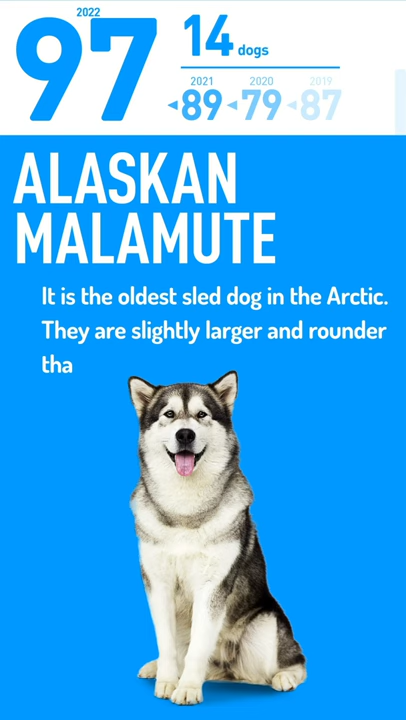 2022
97
14 dogs
2021 2020 2019
◄89 ◄79 ◄87
ALASKAN
MALAMUTE
It is the oldest sled dog in the Arctic.
They are slightly larger and rounder
tha